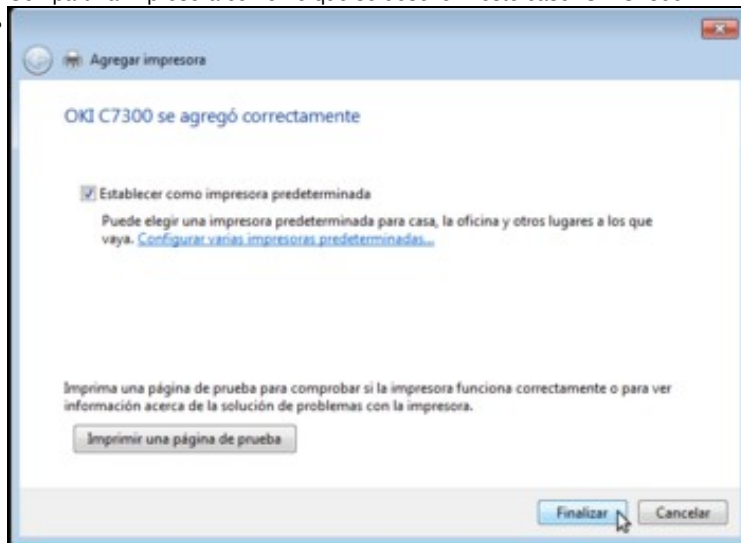 Agregar impresora
OKI C7300 se agregó correctamente
Establecer como impresora predeterminada
Puede elegir una impresora predeterminada para casa, la oficina y otros lugares a los que
vaya. Configurar varias impresoras predeterminadas...
Imprima una página de prueba para comprobar si la impresora funciona correctamente o para ver
información acerca de la solución de problemas con la impresora.
Imprimir una página de prueba
Finalizar Cancelar